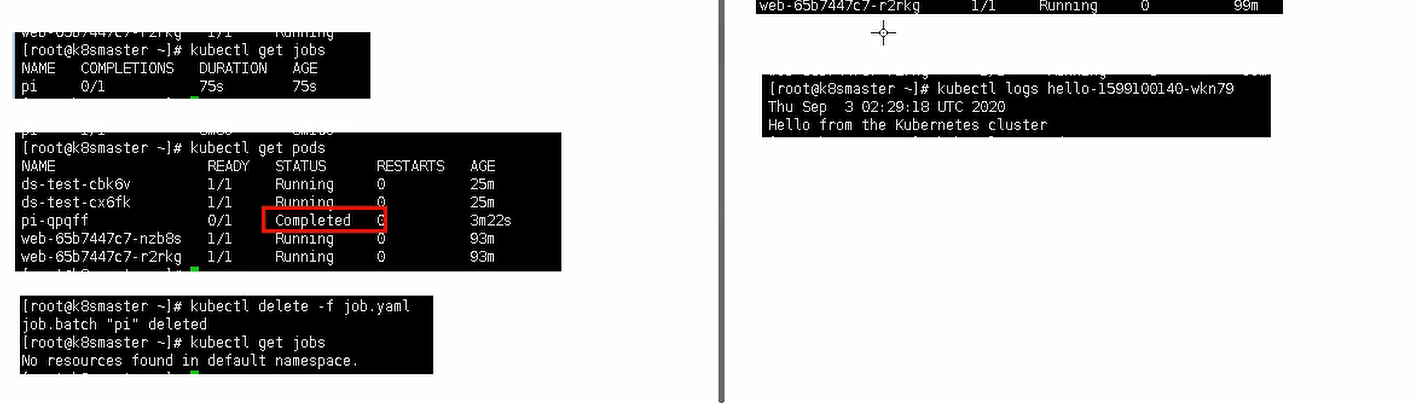 web-65b7447c7-r2rkg 1/1 Running
[root@k8smaster ~]# kubectl get jobs
NAME COMPLETIONS DURATION AGE
pi 0/1 75s 75s
[root@k8smaster ~]# kubectl get pods
NAME READY STATUS RESTARTS AGE
ds-test-cbk6v 1/1 Running 0 25m
ds-test-cx6fk 1/1 Running 0 25m
pi-qpqff 0/1 Completed 0 3m22s
web-65b7447c7-nzb8s 1/1 Running 0 93m
web-65b7447c7-r2rkg 1/1 Running 0 93m
[root@k8smaster ~]# kubectl delete -f job.yaml
job.batch "pi" deleted
[root@k8smaster ~]# kubectl get jobs
No resources found in default namespace.
web-65b7447c7-r2rkg 1/1 Running 0 99m
[root@k8smaster ~]# kubectl logs hello-1599100140-wkn79
Thu Sep 3 02:29:18 UTC 2020
Hello from the Kubernetes cluster